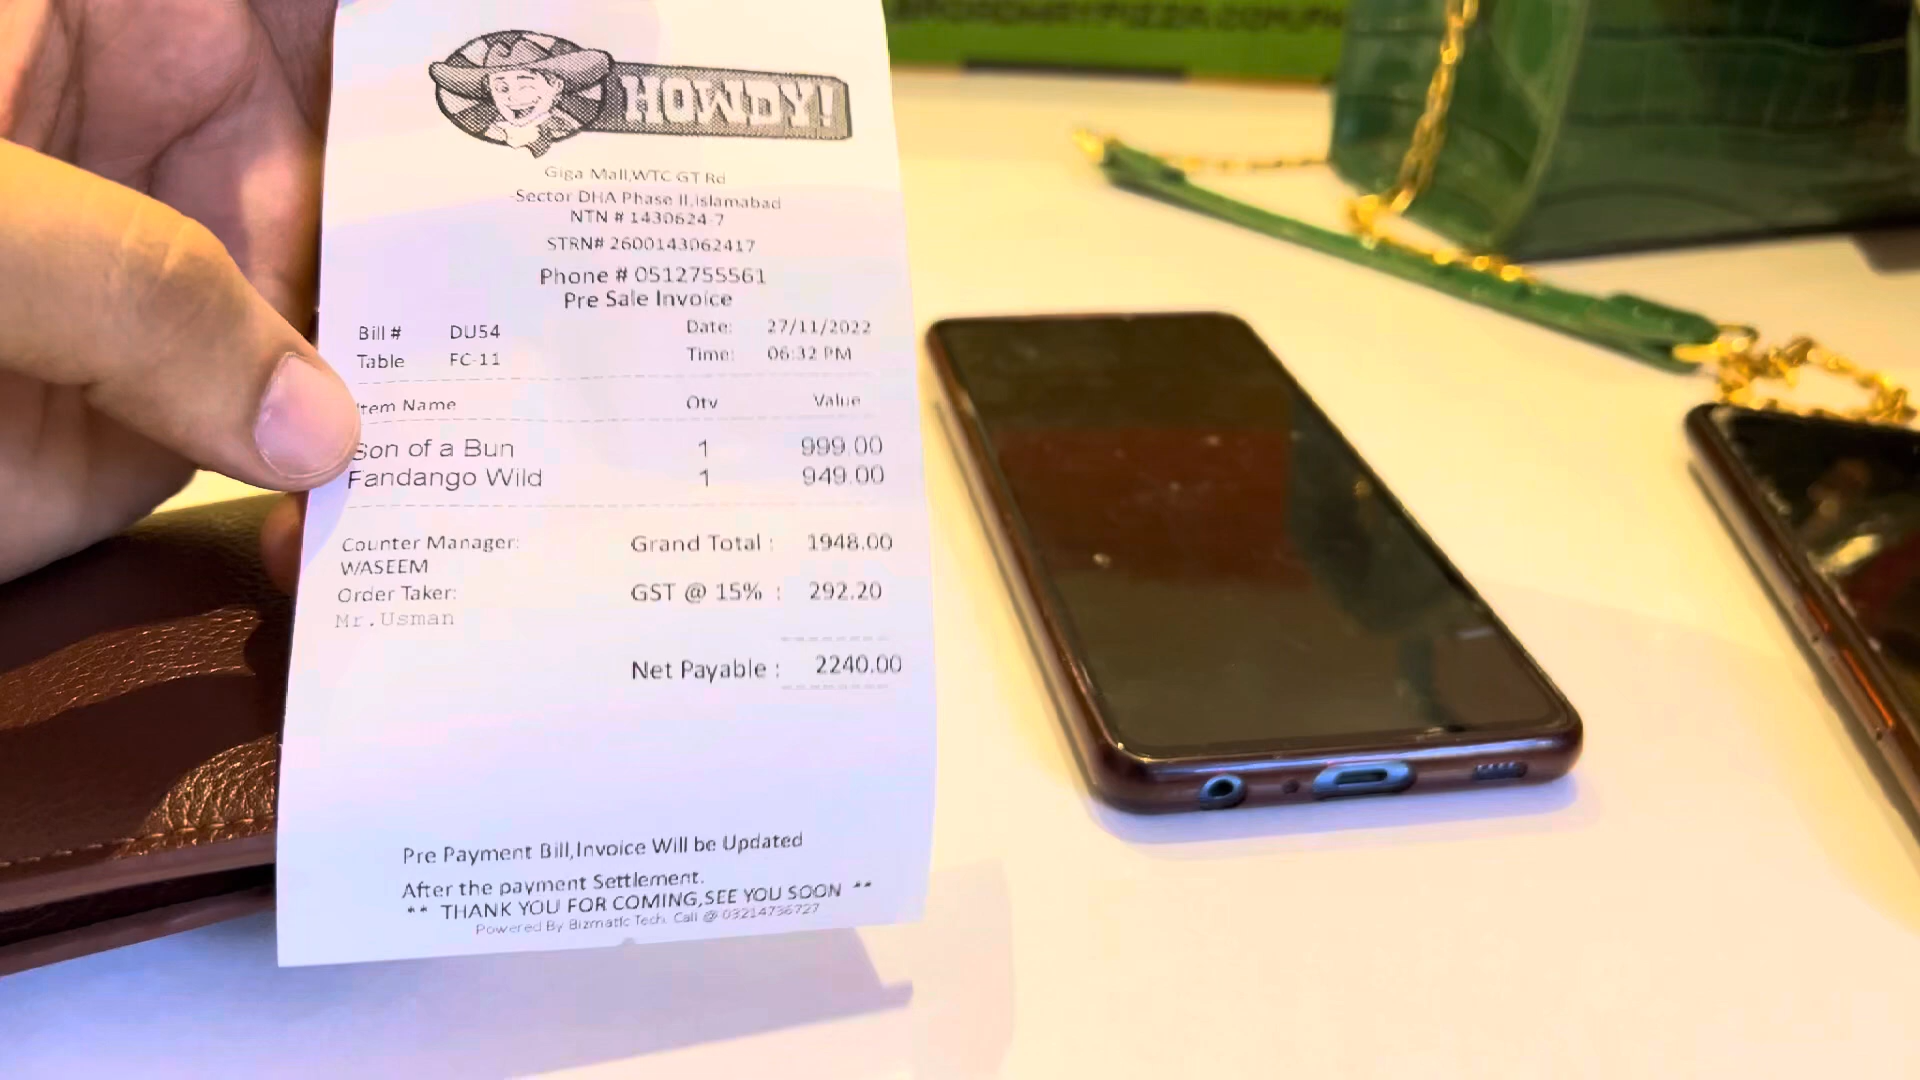 HOWDY!
Giga Mall,WTC GT Rd
-Sector DHA Phase II,islamabad
NTN # 1430624-7
STRN# 2600143062417
Phone # 0512755561
Pre Sale Invoice
Bill # DU54 Date: 27/11/2022
Table FC-11 Time: 06:32 PM
Item Name Qty Value
Son of a Bun 1 999.00
Fandango Wild 1 949.00
Counter Manager: Grand Total : 1948.00
WASEEM
Order Taker: GST @ 15% : 292.20
Mr.Usman
Net Payable : 2240.00
Pre Payment Bill,Invoice Will be Updated
After the payment Settlement.
** THANK YOU FOR COMING,SEE YOU SOON **
Powered By Bizmatic Tech. Call @ 03214736727